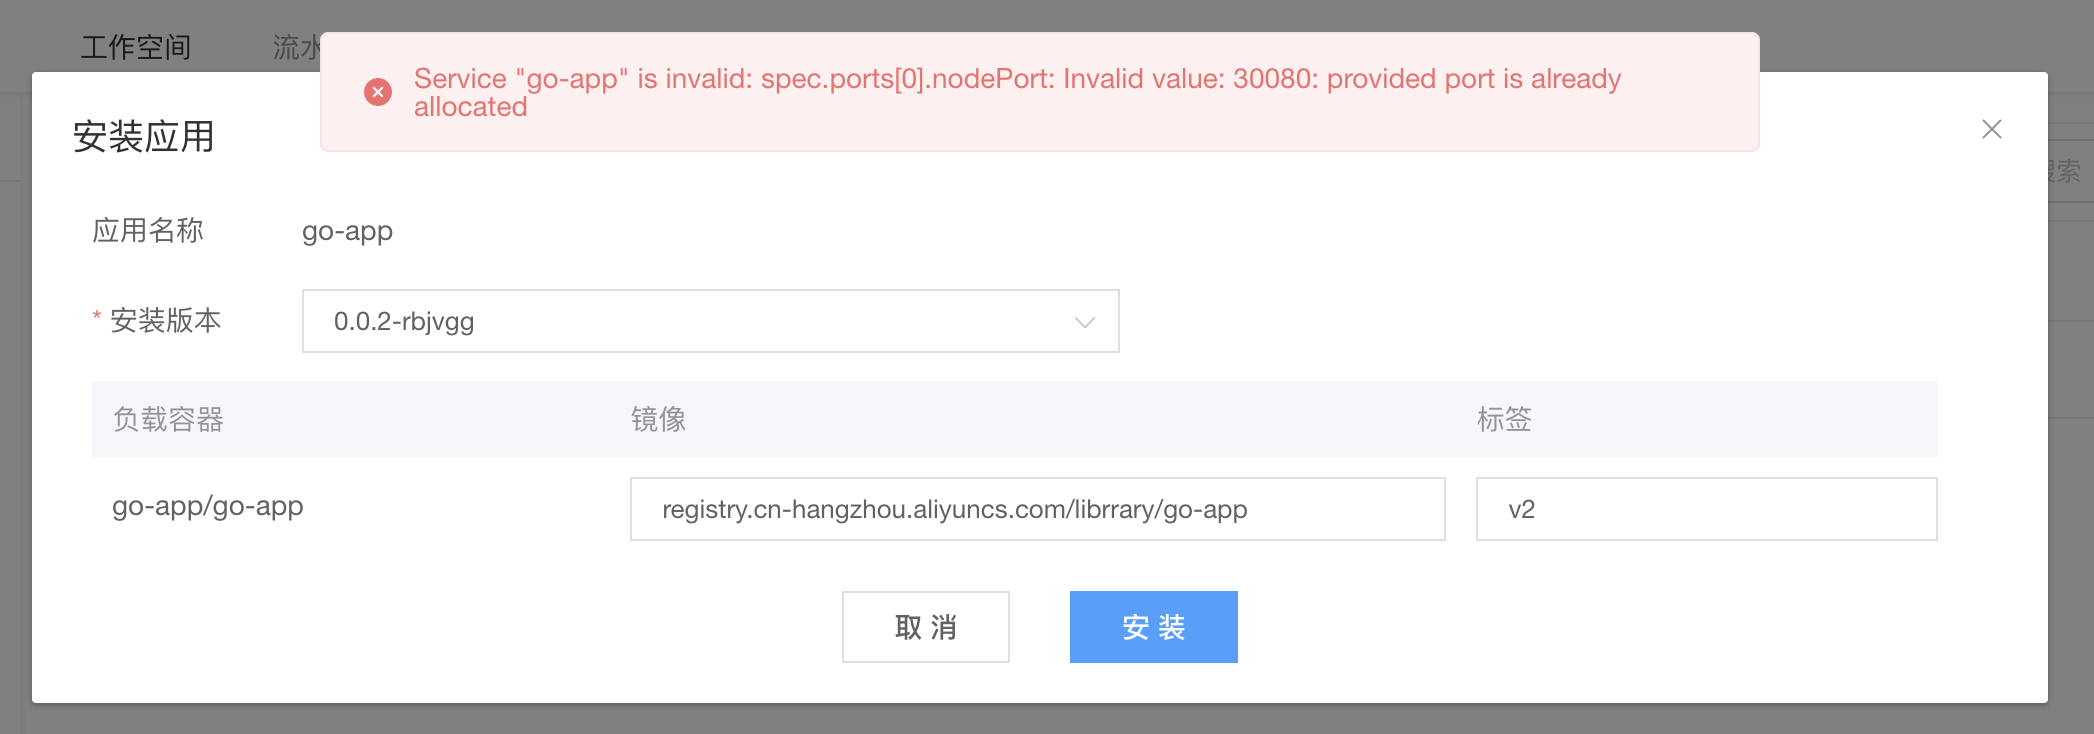 工作空间
流水
Service "go-app" is invalid: spec.ports[0].nodePort: Invalid value: 30080: provided port is already
allocated
安装应用
搜索
应用名称 go-app
* 安装版本 0.0.2-rbjvgg
负载容器 镜像 标签
go-app/go-app registry.cn-hangzhou.aliyuncs.com/librrary/go-app v2
取 消 安 装